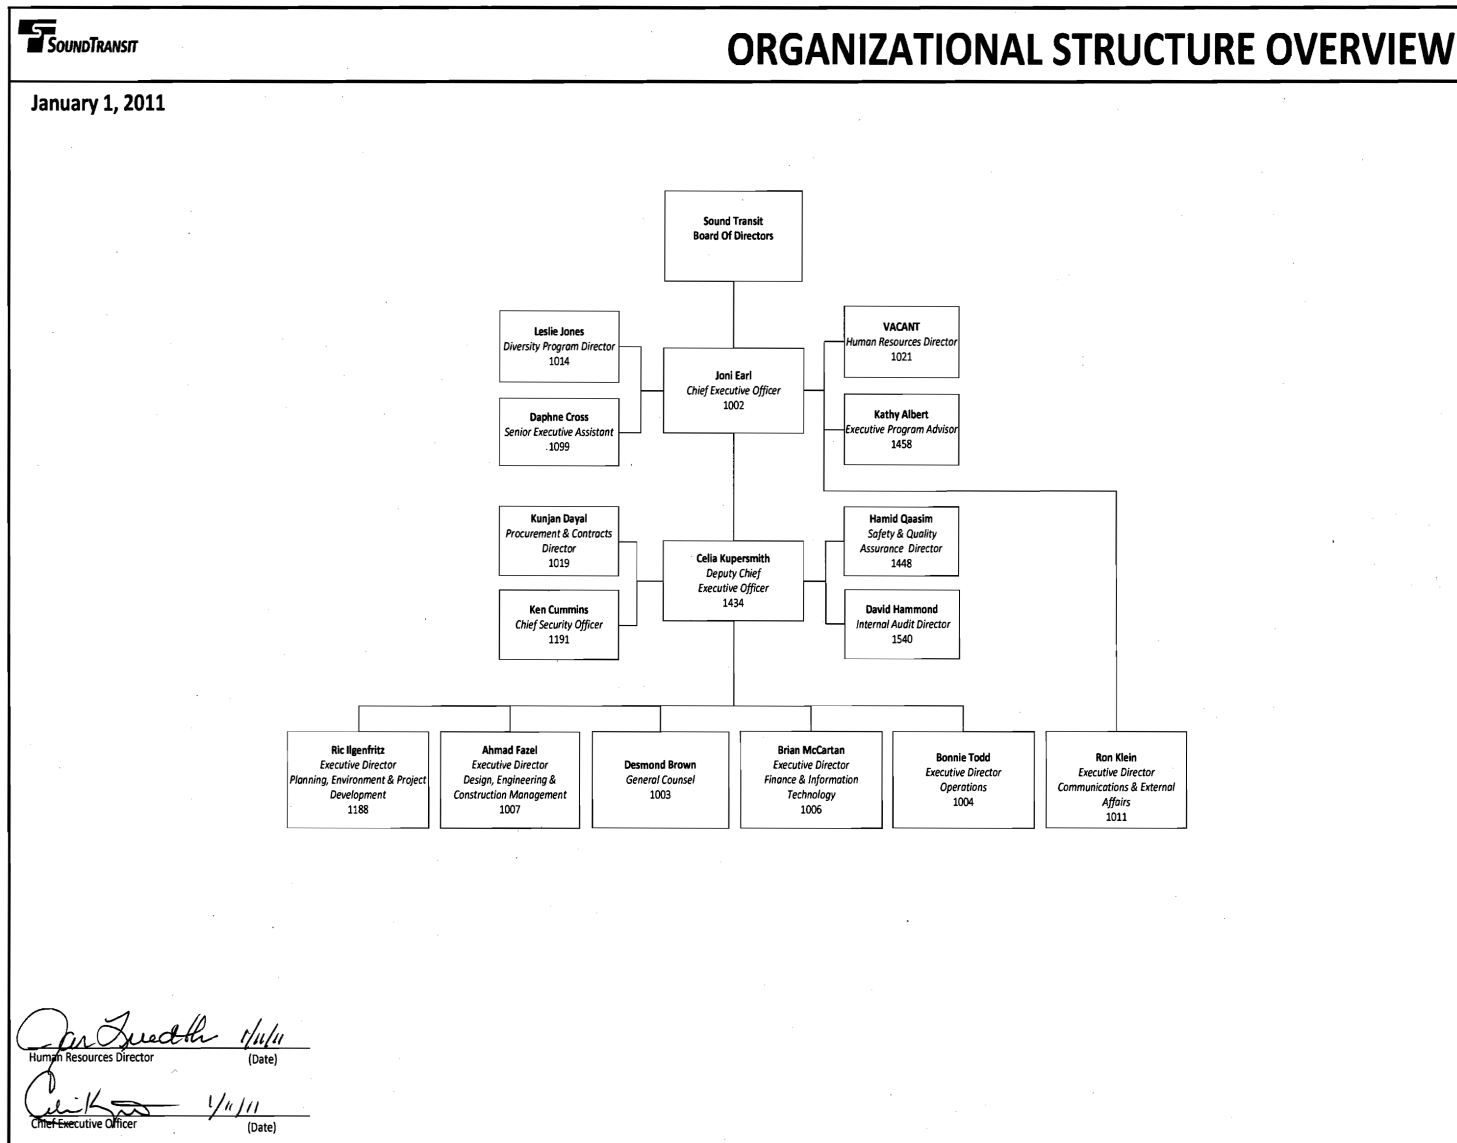 SOUNDTRANSIT
ORGANIZATIONAL STRUCTURE OVERVIEW
January 1, 2011
Sound Transit
Board Of Directors
Leslie Jones
Diversity Program Director
1014
VACANT
Human Resources Director
1021
Joni Earl
Chief Executive Officer
1002
Daphne Cross
Senior Executive Assistant
1099
Kathy Albert
Executive Program Advisor
1458
Kunjan Dayal
Procurement & Contracts
Director
1019
Hamid Qaasim
Safety & Quality
Assurance Director
1448
Celia Kupersmith
Deputy Chief
Executive Officer
1434
Ken Cummins
Chief Security Officer
1191
David Hammond
Internal Audit Director
1540
Ric Ilgenfritz
Executive Director
Planning, Environment & Project
Development
1188
Ahmad Fazel
Executive Director
Design, Engineering &
Construction Management
1007
Desmond Brown
General Counsel
1003
Brian McCartan
Executive Director
Finance & Information
Technology
1006
Bonnie Todd
Executive Director
Operations
1004
Ron Klein
Executive Director
Communications & External
Affairs
1011
1/11/11
Human Resources Director
(Date)
1/11/11
Chief Executive Officer
(Date)